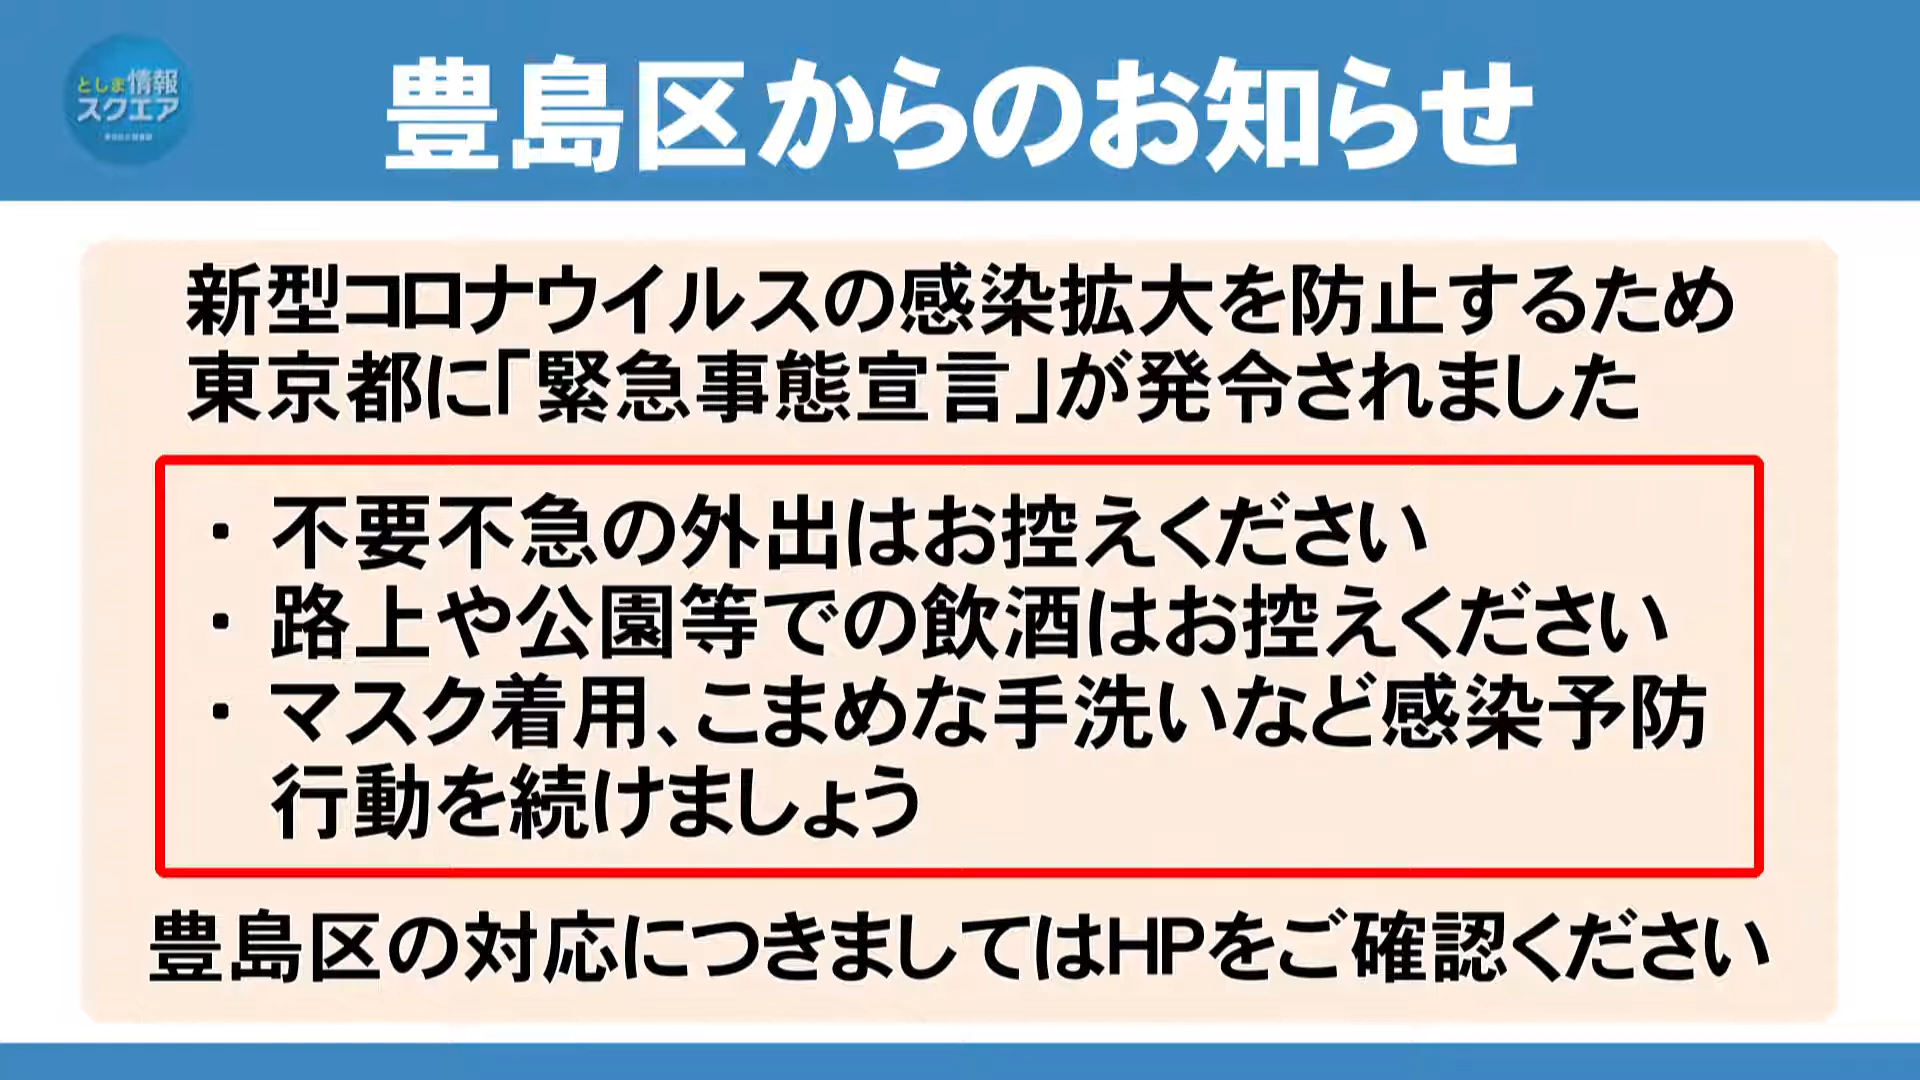 としま情報
スクエア
豊島区からのお知らせ
新型コロナウイルスの感染拡大を防止するため
東京都に「緊急事態宣言」が発令されました
・ 不要不急の外出はお控えください
・ 路上や公園等での飲酒はお控えください
・ マスク着用、こまめな手洗いなど感染予防
行動を続けましょう
豊島区の対応につきましてはHPをご確認ください